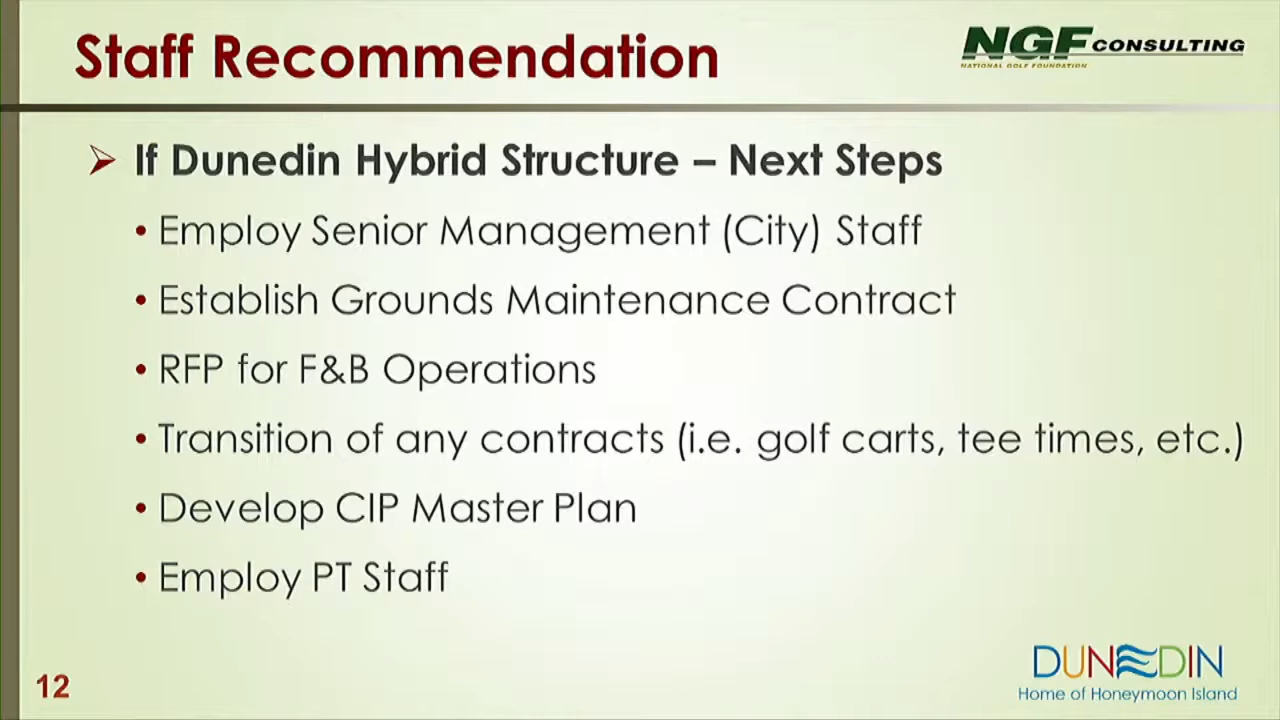 Staff Recommendation
NGF CONSULTING
NATIONAL GOLF FOUNDATION
➢ If Dunedin Hybrid Structure – Next Steps
• Employ Senior Management (City) Staff
• Establish Grounds Maintenance Contract
• RFP for F&B Operations
• Transition of any contracts (i.e. golf carts, tee times, etc.)
• Develop CIP Master Plan
• Employ PT Staff
DUNEDIN
Home of Honeymoon Island
12